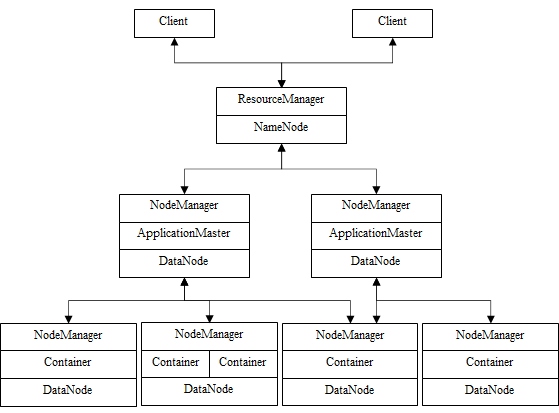 Client Client
ResourceManager
NameNode
NodeManager NodeManager
ApplicationMaster ApplicationMaster
DataNode DataNode
NodeManager NodeManager NodeManager NodeManager
Container Container Container Container Container
DataNode DataNode DataNode DataNode